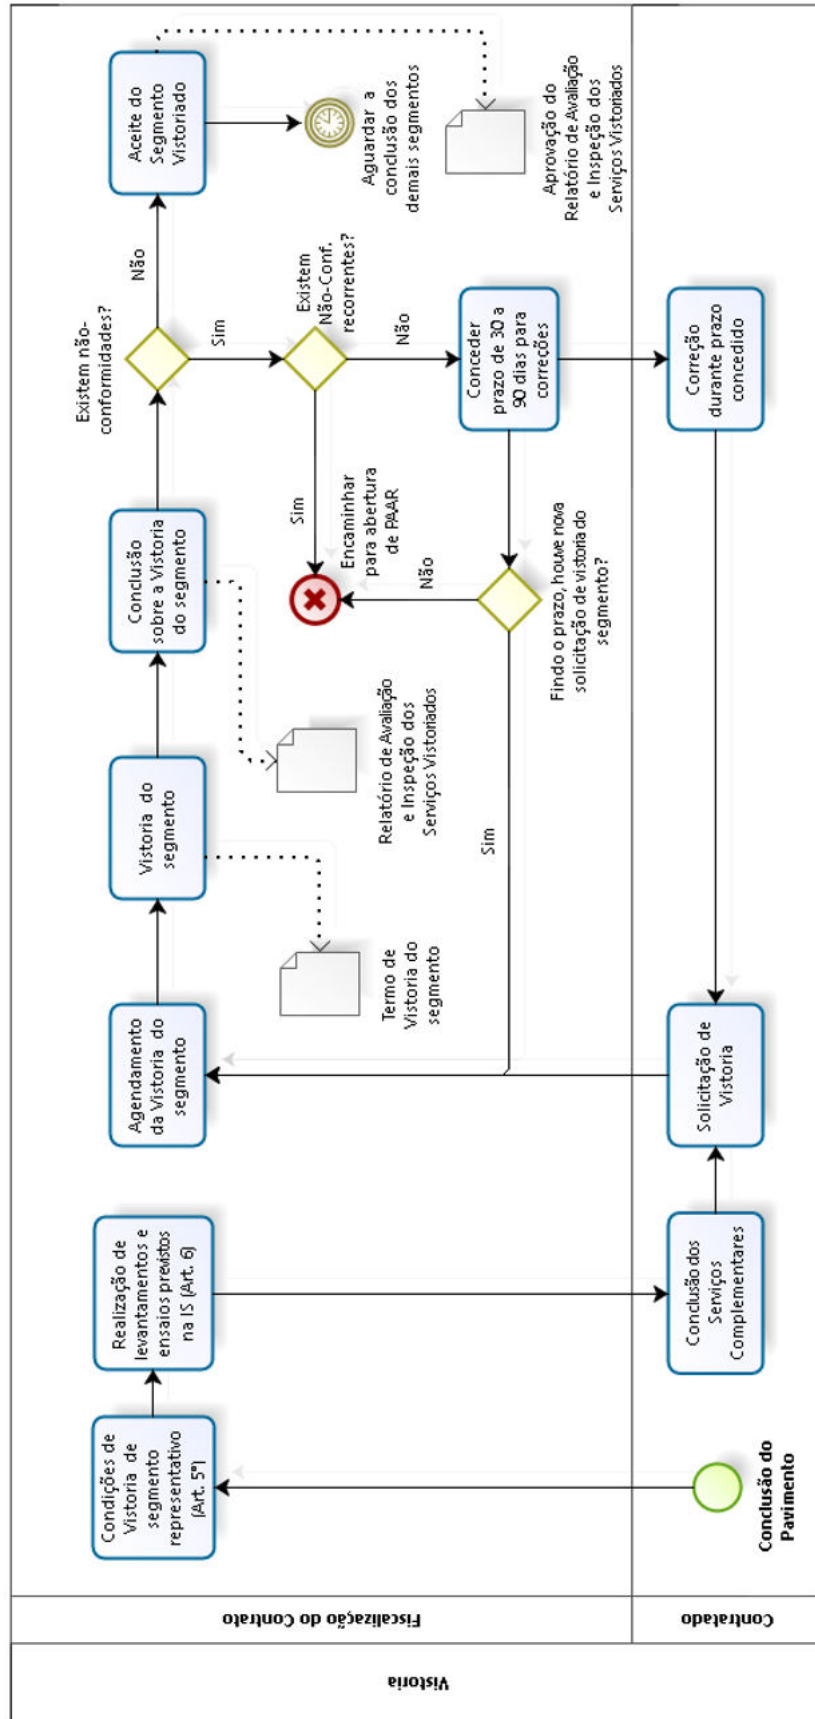 Vistoria
Fiscalização do Contrato
Contratado
Conclusão do
Pavimento
Condições de
Vistoria de
segmento
representativo
(Art. 5º)
Realização de
levantamentos e
ensaios previstos
na IS (Art. 6)
Conclusão dos
Serviços
Complementares
Solicitação de
Vistoria
Agendamento
da Vistoria do
segmento
Vistoria do
segmento
Termo de
Vistoria do
segmento
Conclusão
sobre a Vistoria
do segmento
Relatório de Avaliação
e Inspeção dos
Serviços Vistoriados
Existem não-
conformidades?
Não
Sim
Aceite do
Segmento
Vistoriado
Aguardar a
conclusão dos
demais segmentos
Aprovação do
Relatório de Avaliação
e Inspeção dos
Serviços Vistoriados
Existem
Não-Conf.
recorrentes?
Sim
Não
Encaminhar
para abertura
de PAAR
Conceder
prazo de 30 a
90 dias para
correções
Correção
durante prazo
concedido
Findo o prazo, houve nova
solicitação de vistoria do
segmento?
Não
Sim